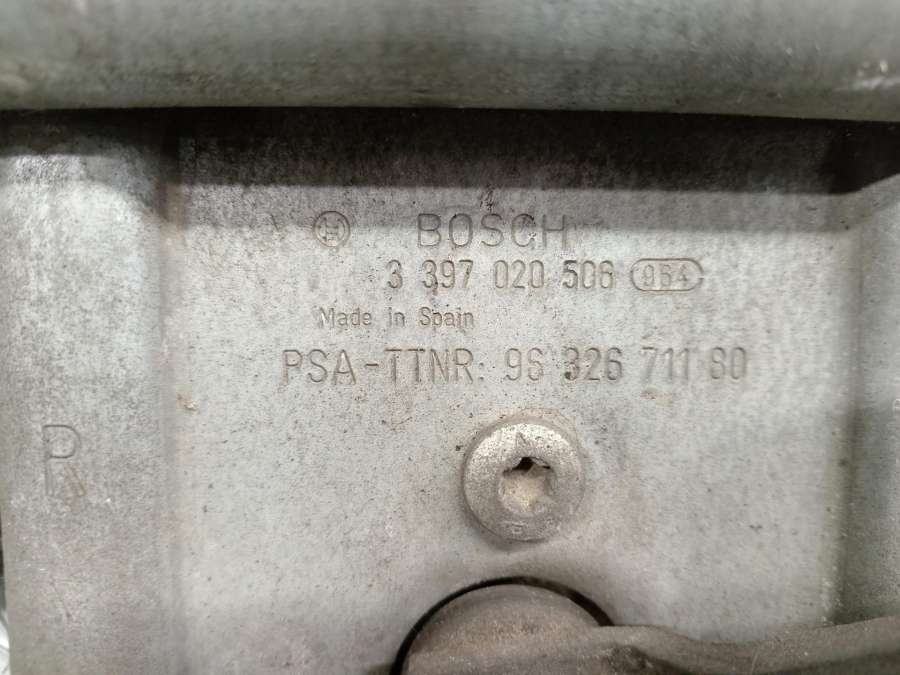 BOSCH
3 397 020 506 964
Made in Spain
PSA-TTNR: 96 326 711 80
R